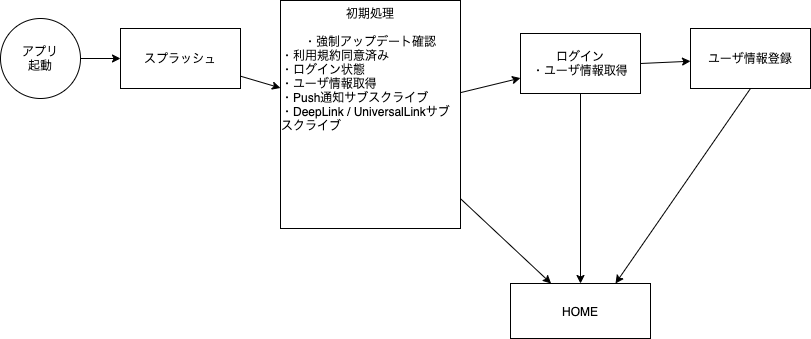 アプリ
起動
スプラッシュ
初期処理
・強制アップデート確認
・利用規約同意済み
・ログイン状態
・ユーザ情報取得
・Push通知サブスクライブ
・DeepLink / UniversalLinkサブ
スクライブ
ログイン
・ユーザ情報取得
ユーザ情報登録
HOME